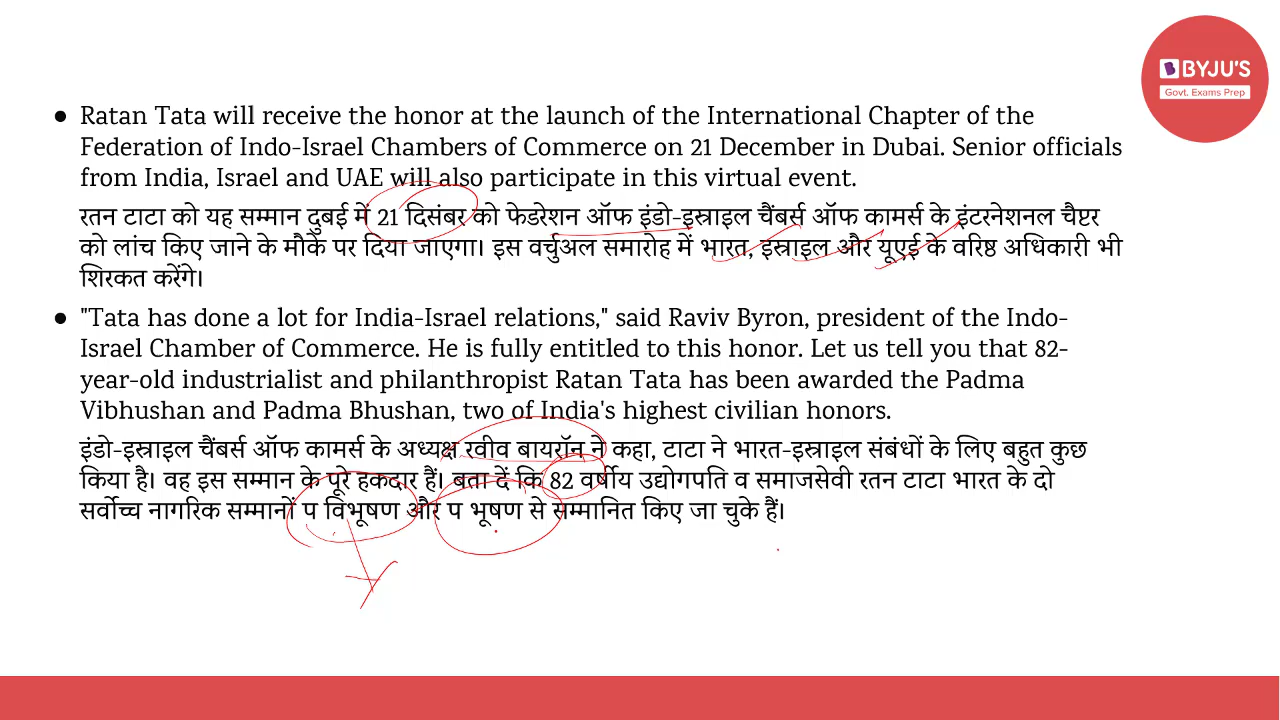 BYJU'S
Govt. Exams Prep
● Ratan Tata will receive the honor at the launch of the International Chapter of the
Federation of Indo-Israel Chambers of Commerce on 21 December in Dubai. Senior officials
from India, Israel and UAE will also participate in this virtual event.
रतन टाटा को यह सम्मान दुबई में 21 दिसंबर को फेडरेशन ऑफ इंडो-इस्राइल चैंबर्स ऑफ कामर्स के इंटरनेशनल चैप्टर
को लांच किए जाने के मौके पर दिया जाएगा। इस वर्चुअल समारोह में भारत, इस्राइल और यूएई के वरिष्ठ अधिकारी भी
शिरकत करेंगे।
● "Tata has done a lot for India-Israel relations," said Raviv Byron, president of the Indo-
Israel Chamber of Commerce. He is fully entitled to this honor. Let us tell you that 82-
year-old industrialist and philanthropist Ratan Tata has been awarded the Padma
Vibhushan and Padma Bhushan, two of India's highest civilian honors.
इंडो-इस्राइल चैंबर्स ऑफ कामर्स के अध्यक्ष रवीव बायरॉन ने कहा, टाटा ने भारत-इस्राइल संबंधों के लिए बहुत कुछ
किया है। वह इस सम्मान के पूरे हकदार हैं। बता दें कि 82 वर्षीय उद्योगपति व समाजसेवी रतन टाटा भारत के दो
सर्वोच्च नागरिक सम्मानों प विभूषण और प भूषण से सम्मानित किए जा चुके हैं।